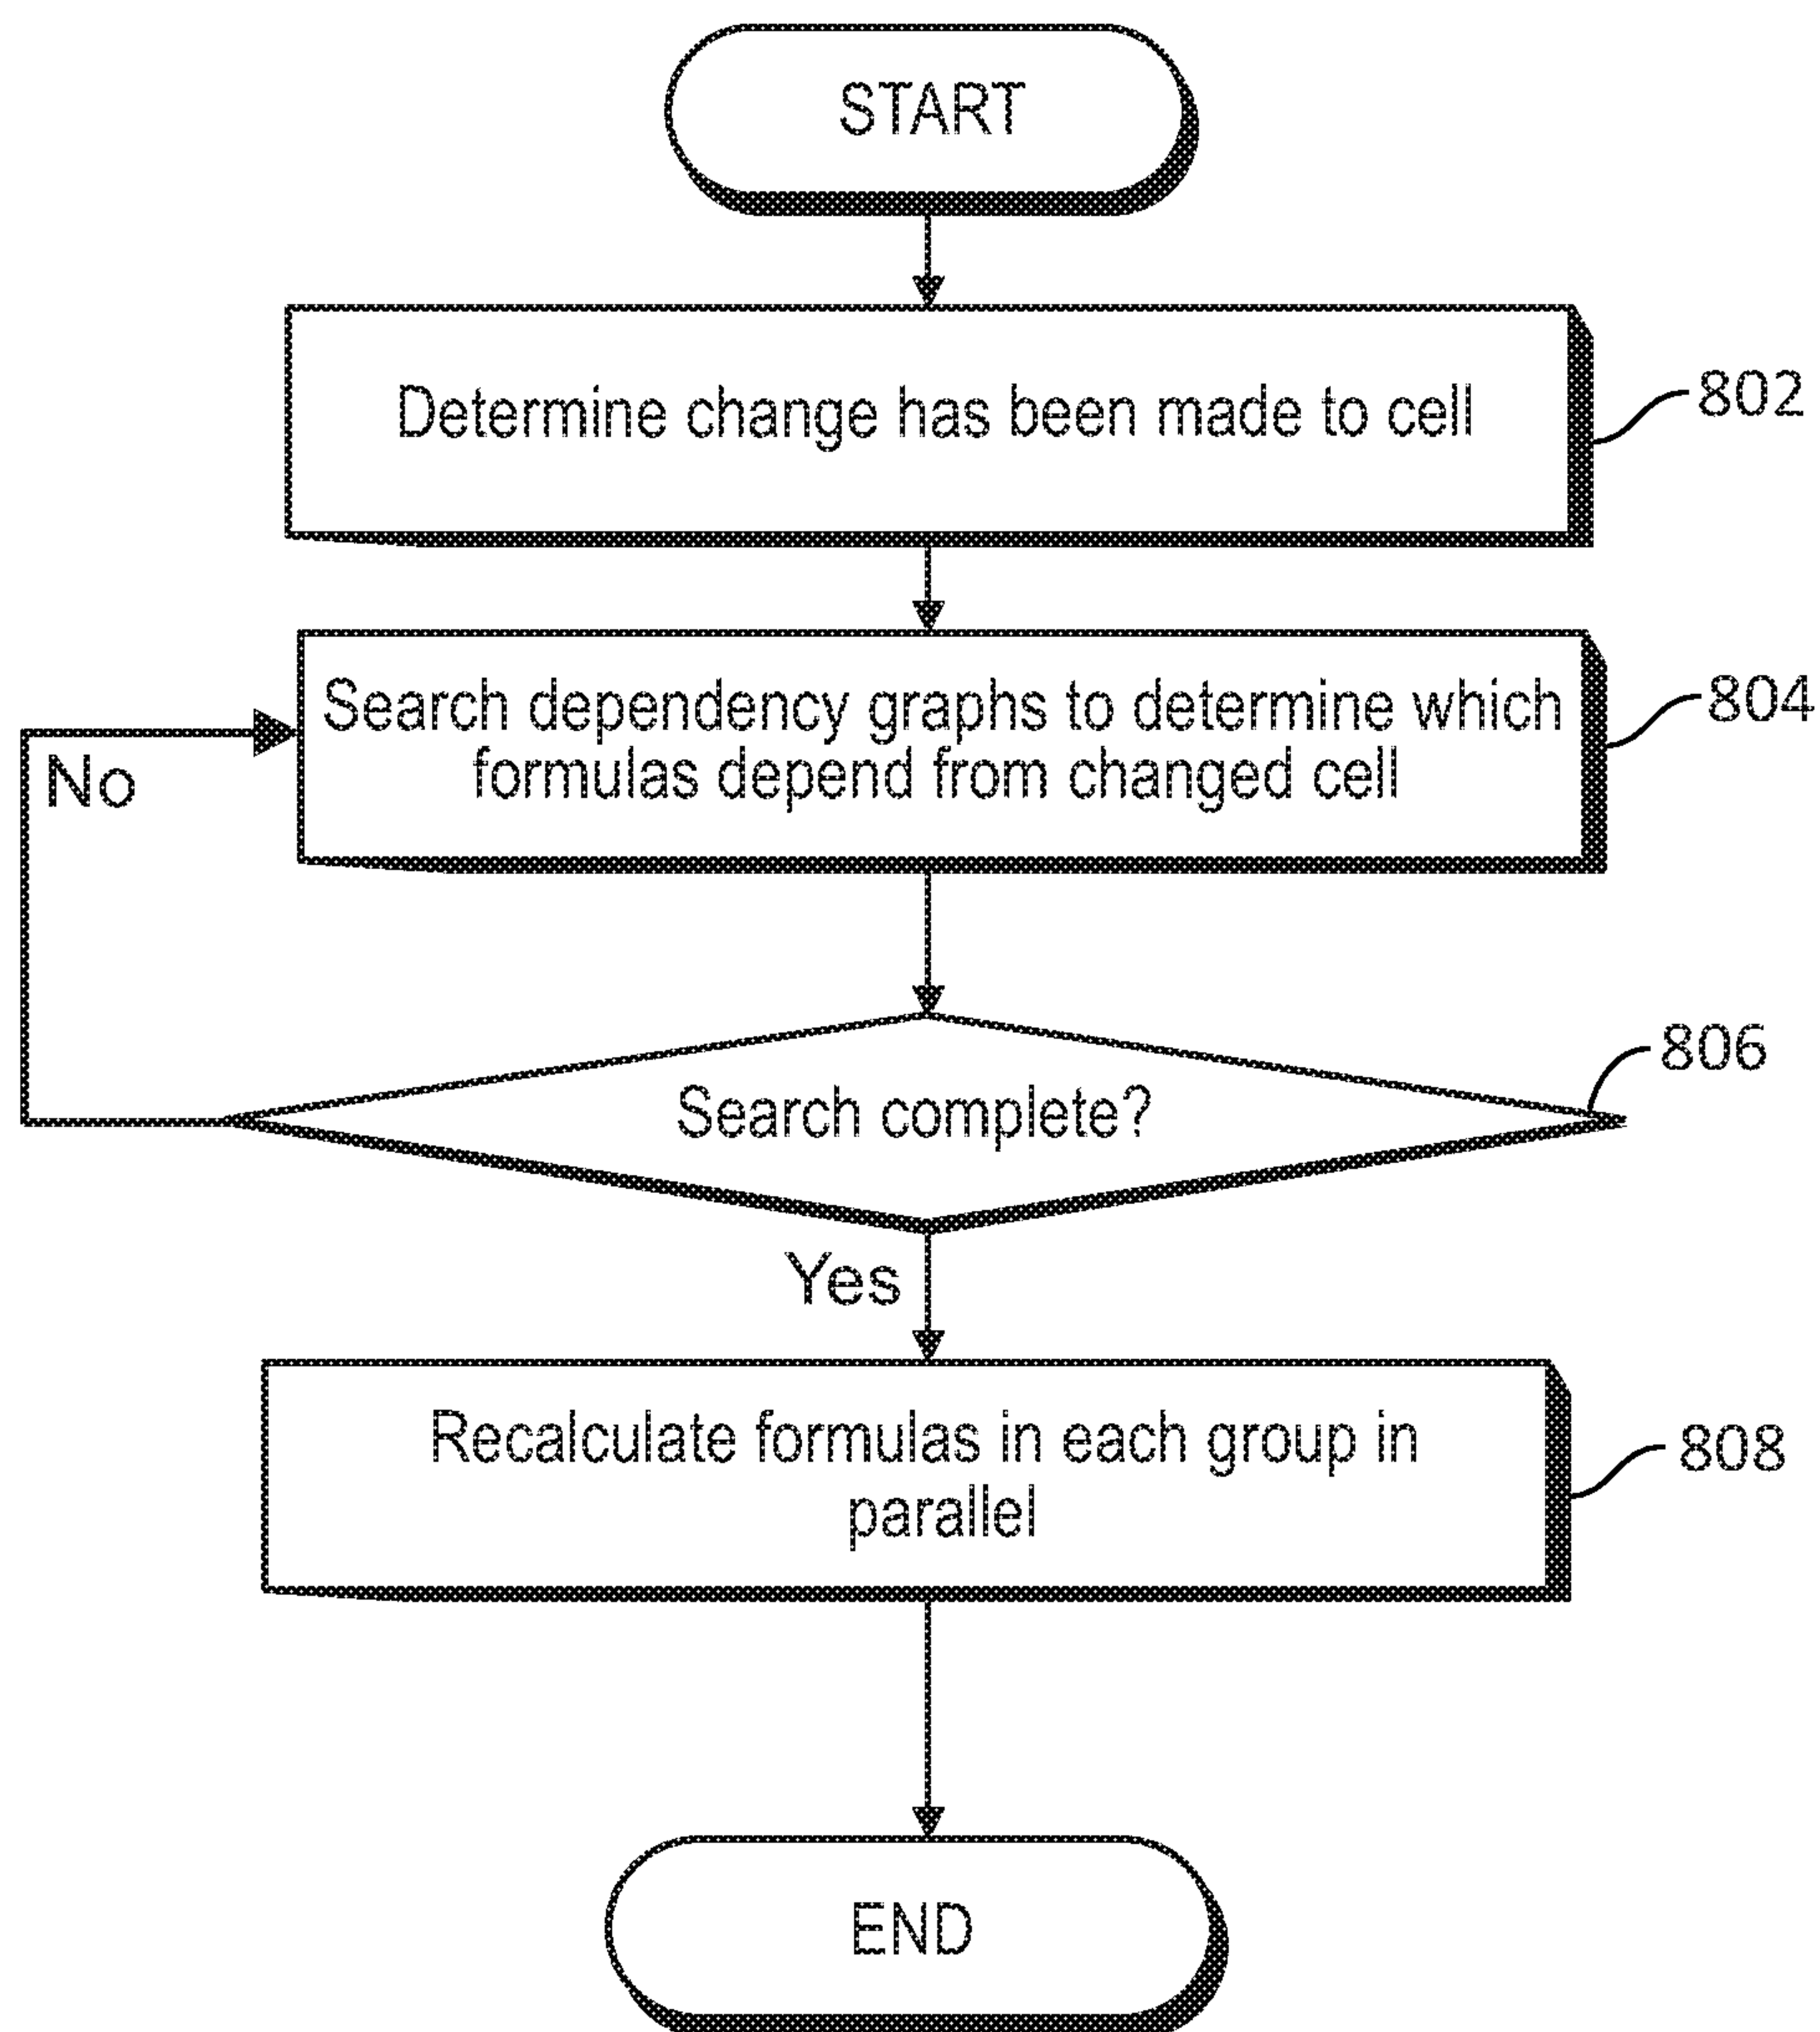 START
Determine change has been made to cell
802
Search dependency graphs to determine which
formulas depend from changed cell
804
No
Search complete?
806
Yes
Recalculate formulas in each group in
parallel
808
END